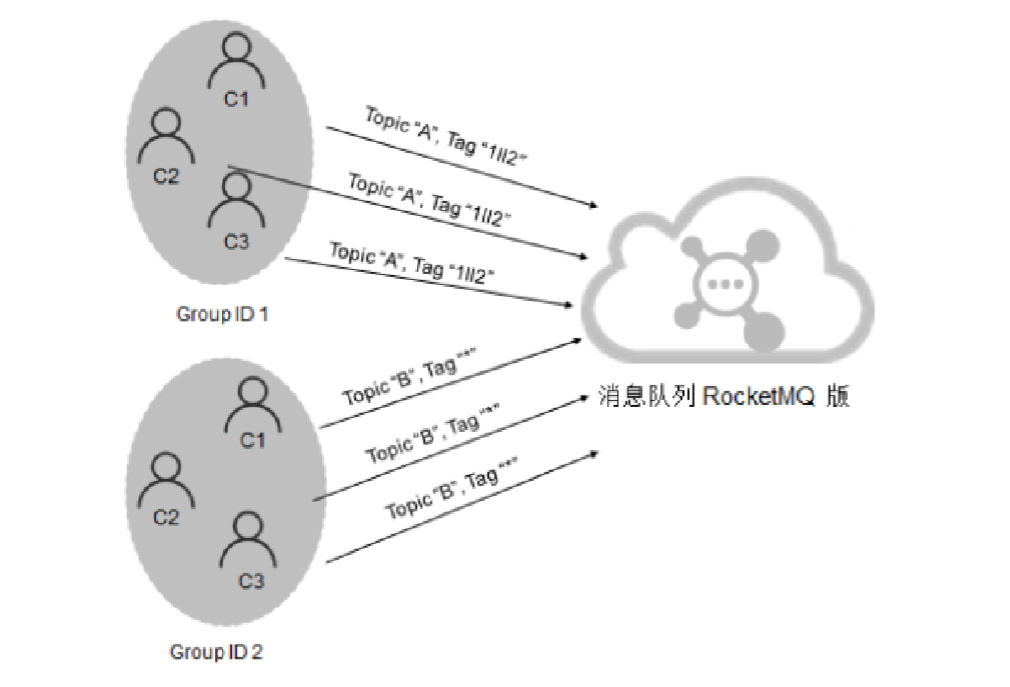 C1
C2
C3
Group ID 1
Topic “A”, Tag “1||2”
Topic “A”, Tag “1||2”
Topic “A”, Tag “1||2”
C1
C2
C3
Group ID 2
Topic “B”, Tag “*”
Topic “B”, Tag “*”
Topic “B”, Tag “*”
消息队列 RocketMQ 版